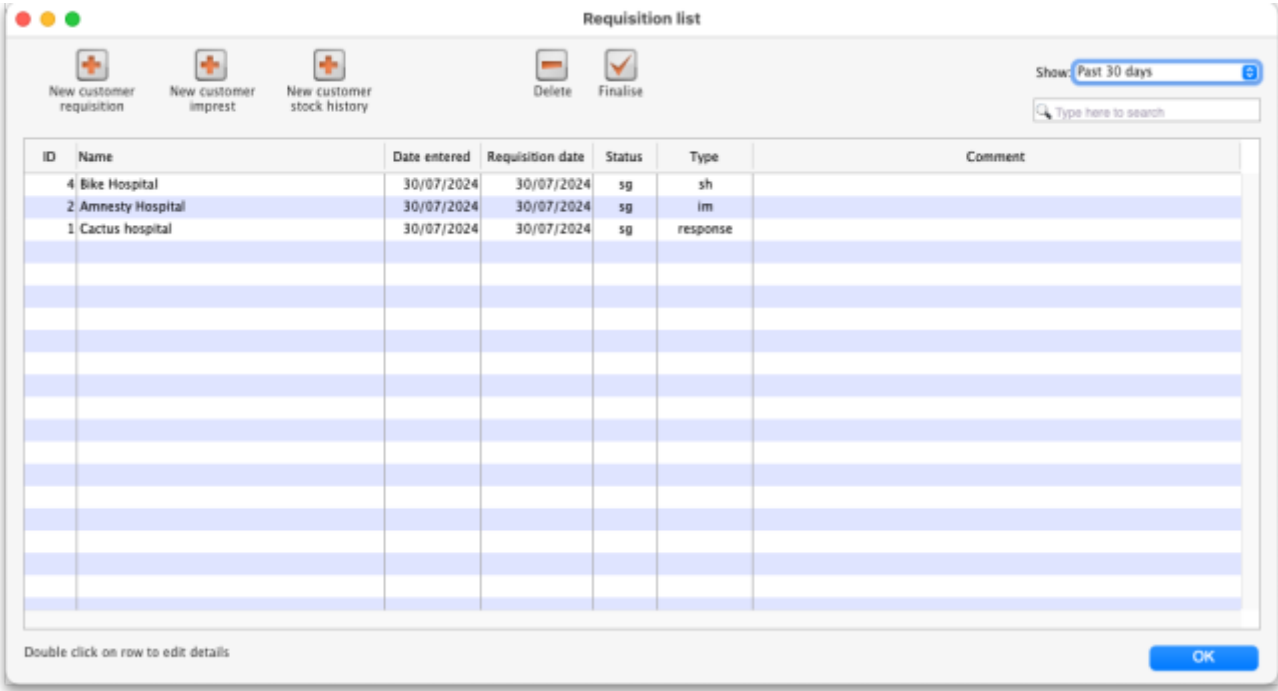 Requisition list
New customer requisition
New customer imprest
New customer stock history
Delete
Finalise
Show: Past 30 days
Type here to search
ID Name Date entered Requisition date Status Type Comment
4 Bike Hospital 30/07/2024 30/07/2024 sg sh
2 Amnesty Hospital 30/07/2024 30/07/2024 sg im
1 Cactus hospital 30/07/2024 30/07/2024 sg response
Double click on row to edit details
OK